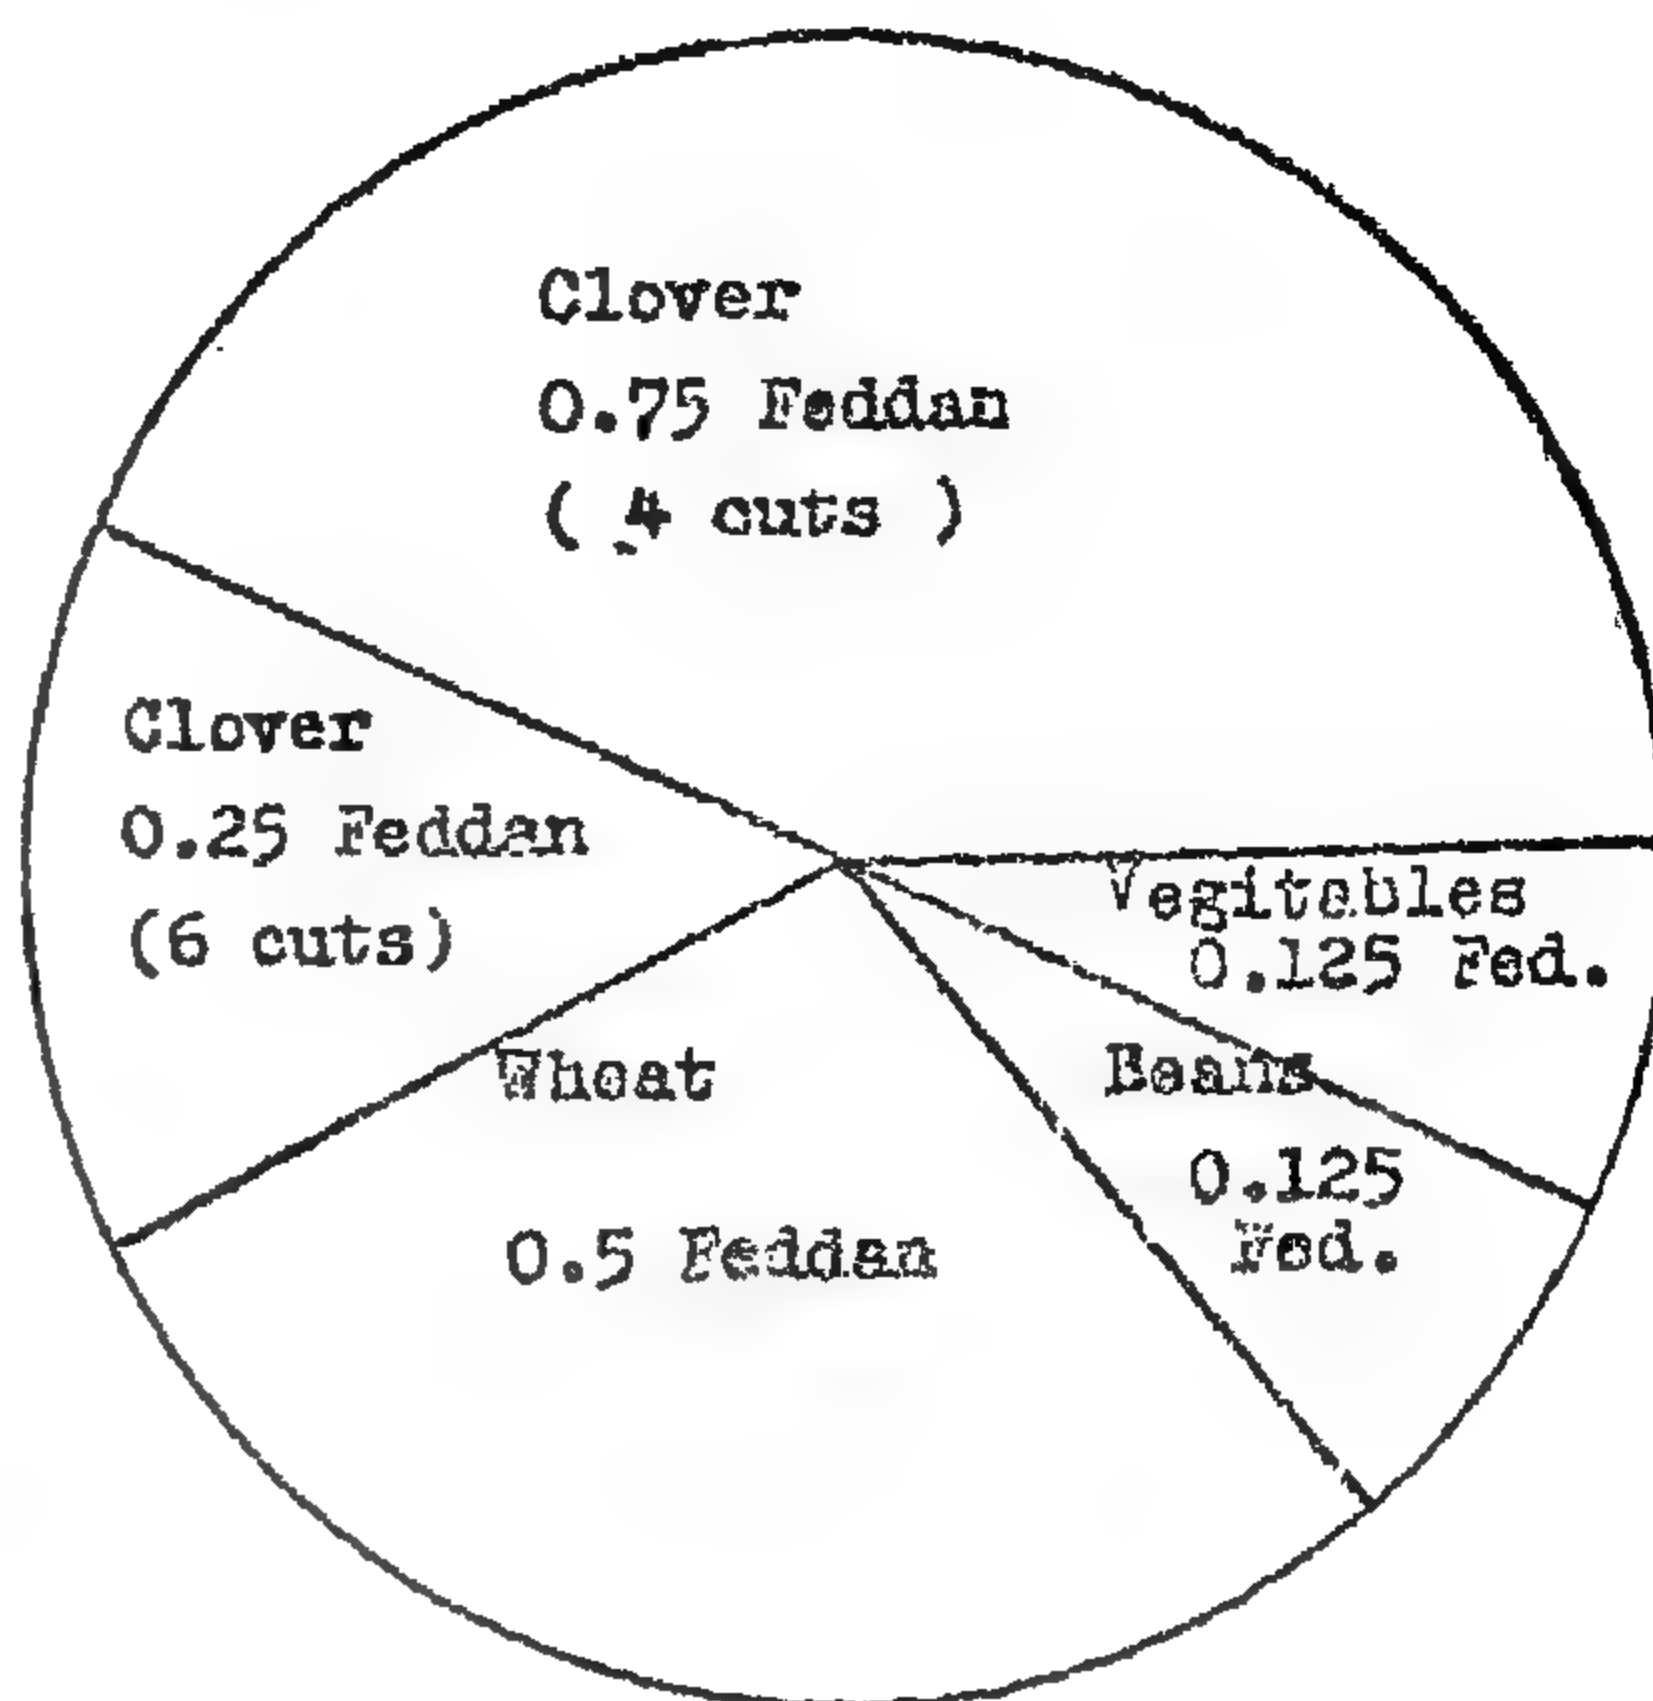 Clover
0.75 Feddan
( 4 cuts )
Clover
0.25 Feddan
(6 cuts)
Vegitables
0.125 Fed.
Wheat
0.5 Feddan
Beans
0.125
Fed.